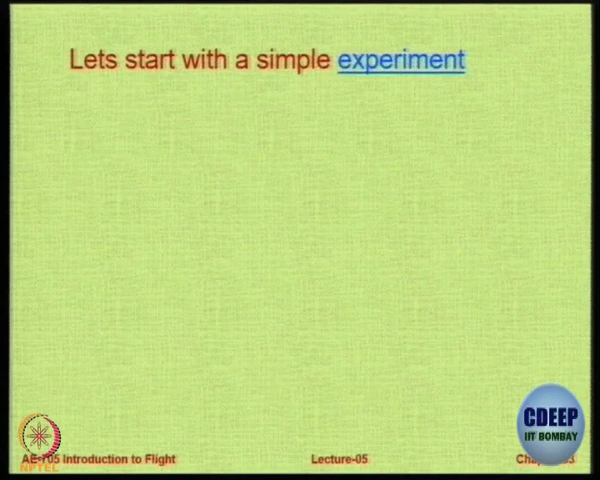 Lets start with a simple experiment
CDEEP
IIT BOMBAY
AE-705 Introduction to Flight
Lecture-05
NPTEL